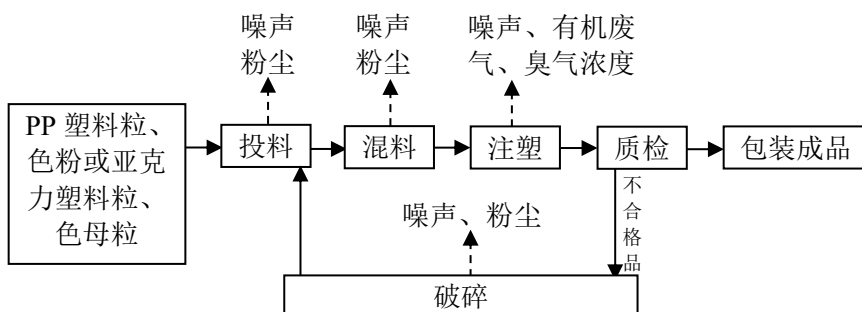 噪声
粉尘
噪声
粉尘
噪声、有机废
气、臭气浓度
PP 塑料粒、
色粉或亚克
力塑料粒、
色母粒
投料
混料
注塑
质检
包装成品
不合格品
噪声、粉尘
破碎